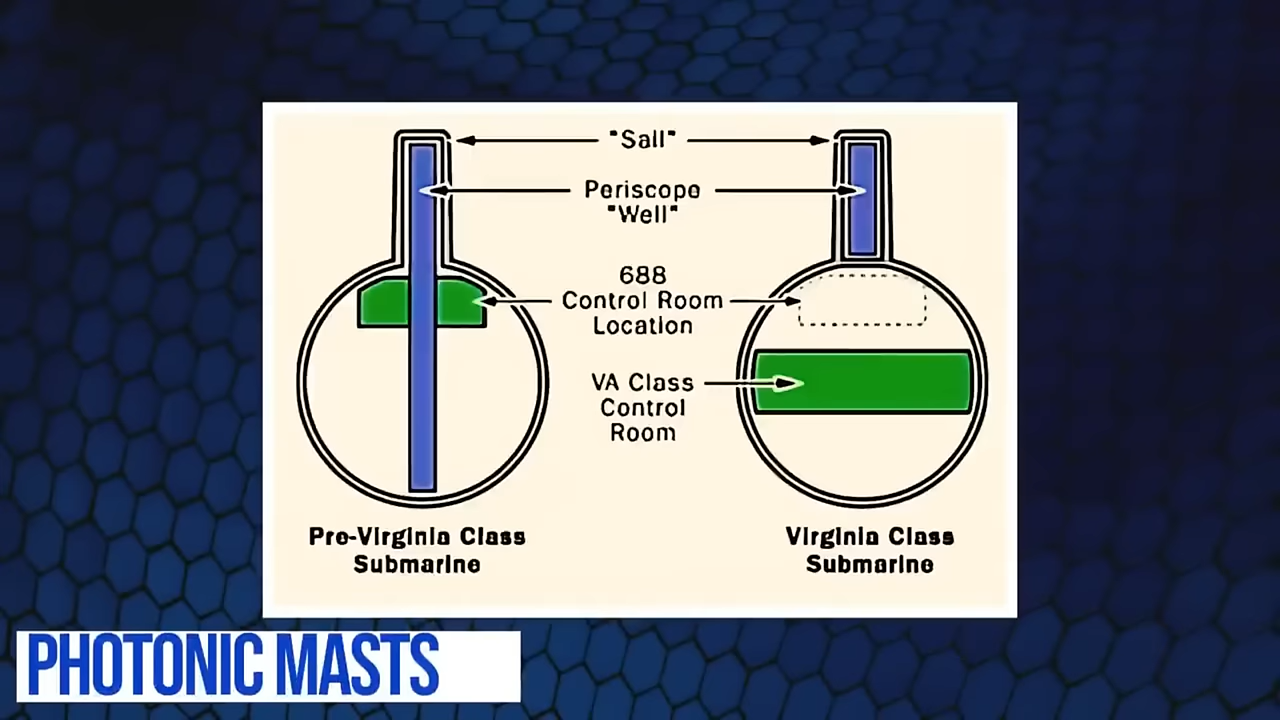 "Sail"
Periscope
"Well"
688
Control Room
Location
VA Class
Control
Room
Pre-Virginia Class
Submarine
Virginia Class
Submarine
PHOTONIC MASTS